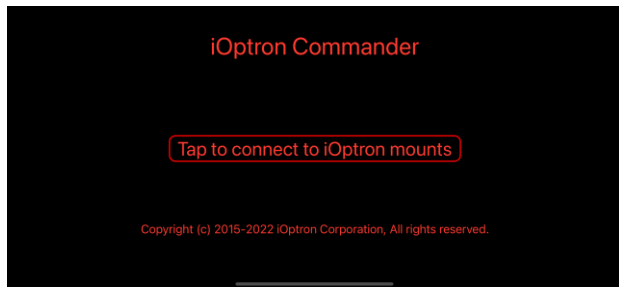 iOptron Commander
Tap to connect to iOptron mounts
Copyright (c) 2015-2022 iOptron Corporation, All rights reserved.